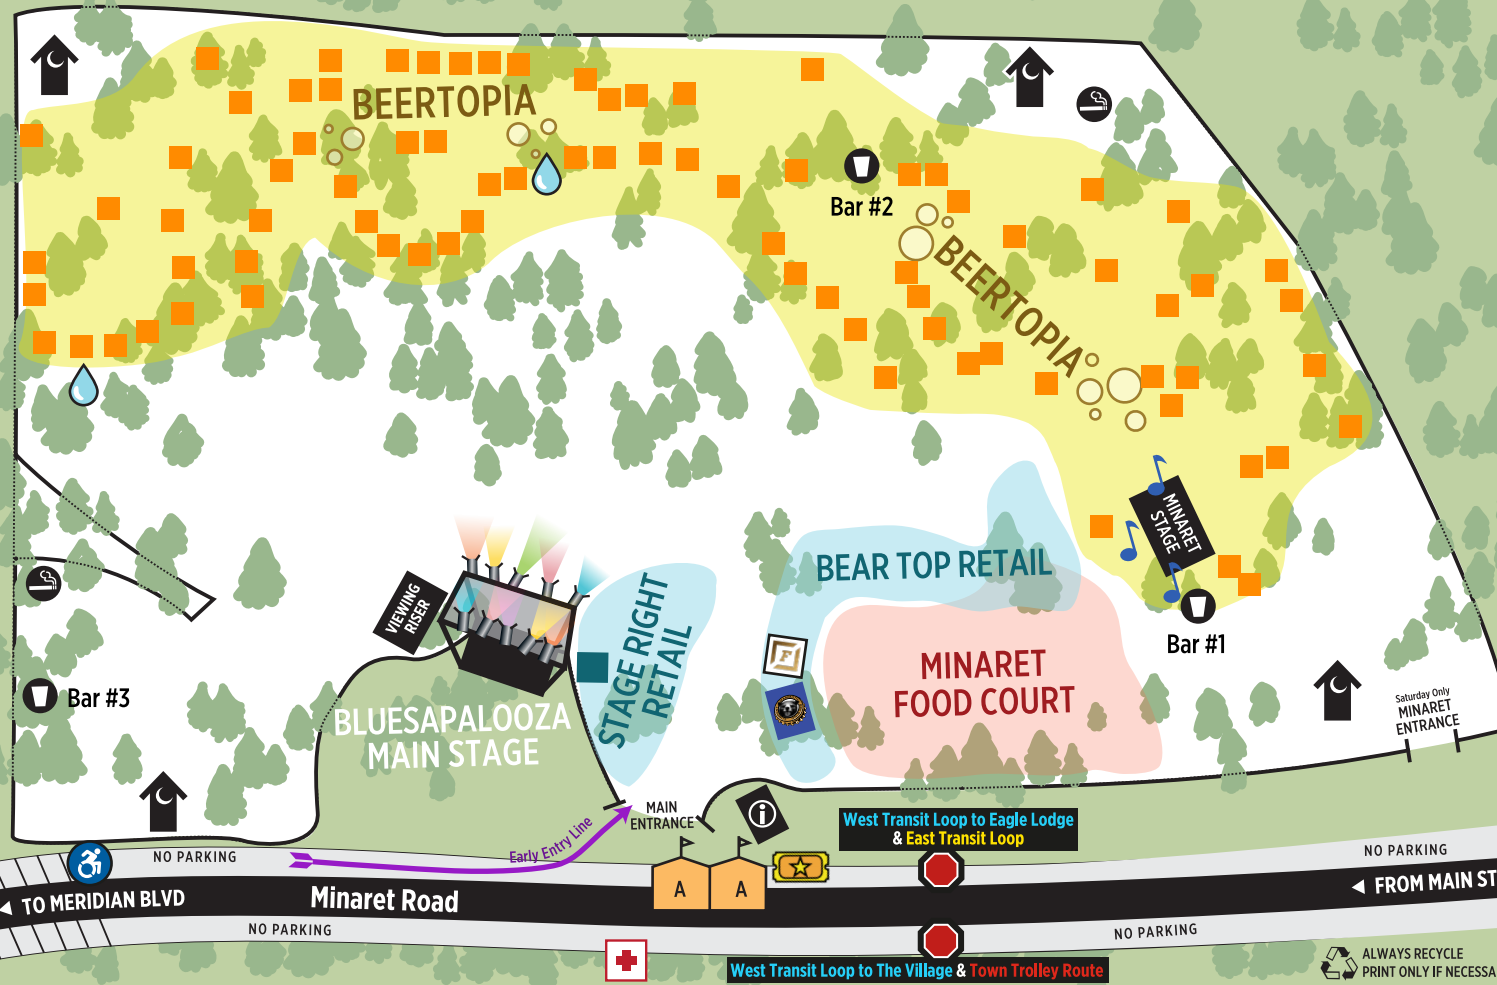 BEERTOPIA
Bar #2
BEERTOPIA
MINARET
STAGE
Bar #1
BEAR TOP RETAIL
MINARET
FOOD COURT
VIEWING
RISER
STAGE RIGHT
RETAIL
Bar #3
BLUESAPALOOZA
MAIN STAGE
Saturday Only
MINARET
ENTRANCE
MAIN
ENTRANCE
i
Early Entry Line
West Transit Loop to Eagle Lodge
& East Transit Loop
NO PARKING
NO PARKING
A
A
TO MERIDIAN BLVD
Minaret Road
FROM MAIN ST
NO PARKING
NO PARKING
West Transit Loop to The Village & Town Trolley Route
ALWAYS RECYCLE
PRINT ONLY IF NECESSA
F